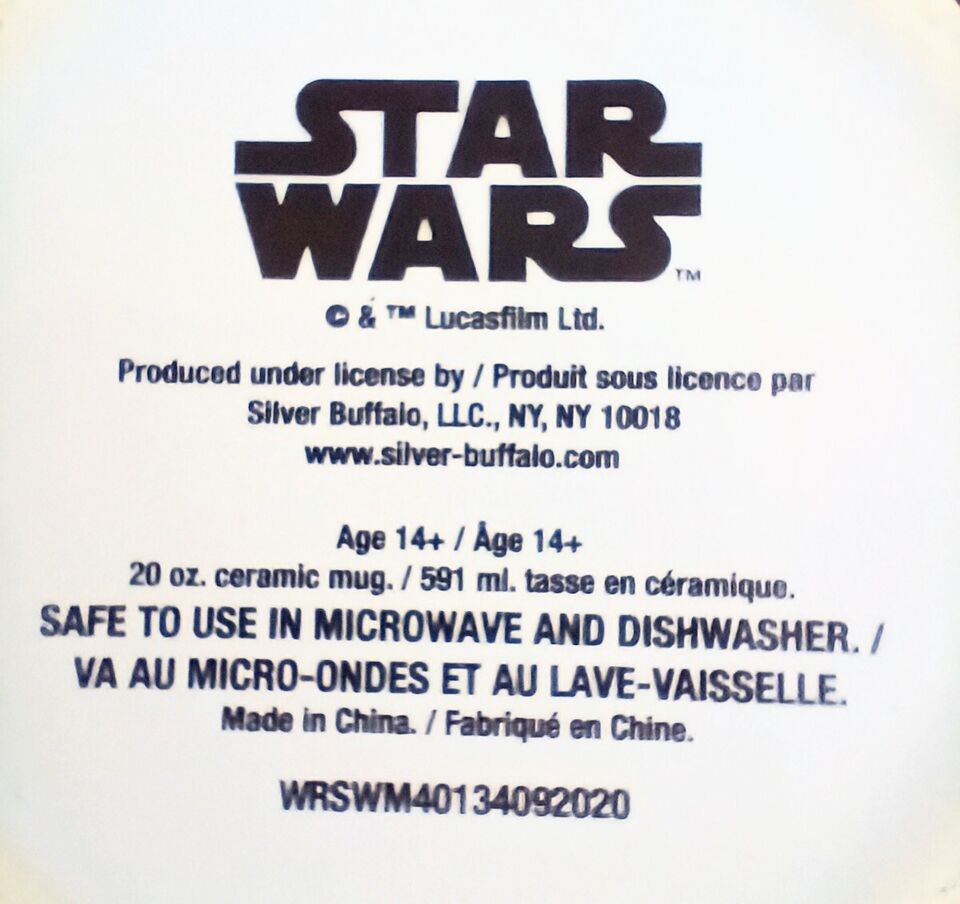 STAR
WARS
™
© & ™ Lucasfilm Ltd.
Produced under license by / Produit sous licence par
Silver Buffalo, LLC., NY, NY 10018
www.silver-buffalo.com
Age 14+ / Âge 14+
20 oz. ceramic mug. / 591 ml. tasse en céramique.
SAFE TO USE IN MICROWAVE AND DISHWASHER. /
VA AU MICRO-ONDES ET AU LAVE-VAISSELLE.
Made in China. / Fabriqué en Chine.
WRSWM40134092020